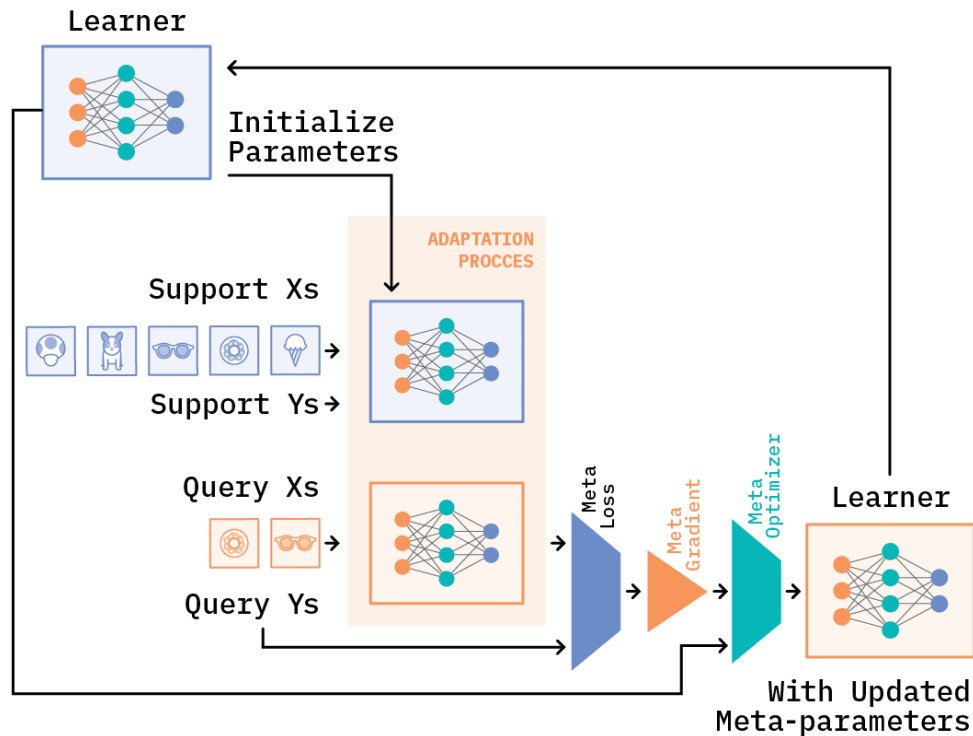 Learner
Initialize
Parameters
ADAPTATION
PROCCES
Support Xs
Support Ys
Query Xs
Query Ys
Meta
Loss
Meta
Gradient
Meta
Optimizer
Learner
With Updated
Meta-parameters